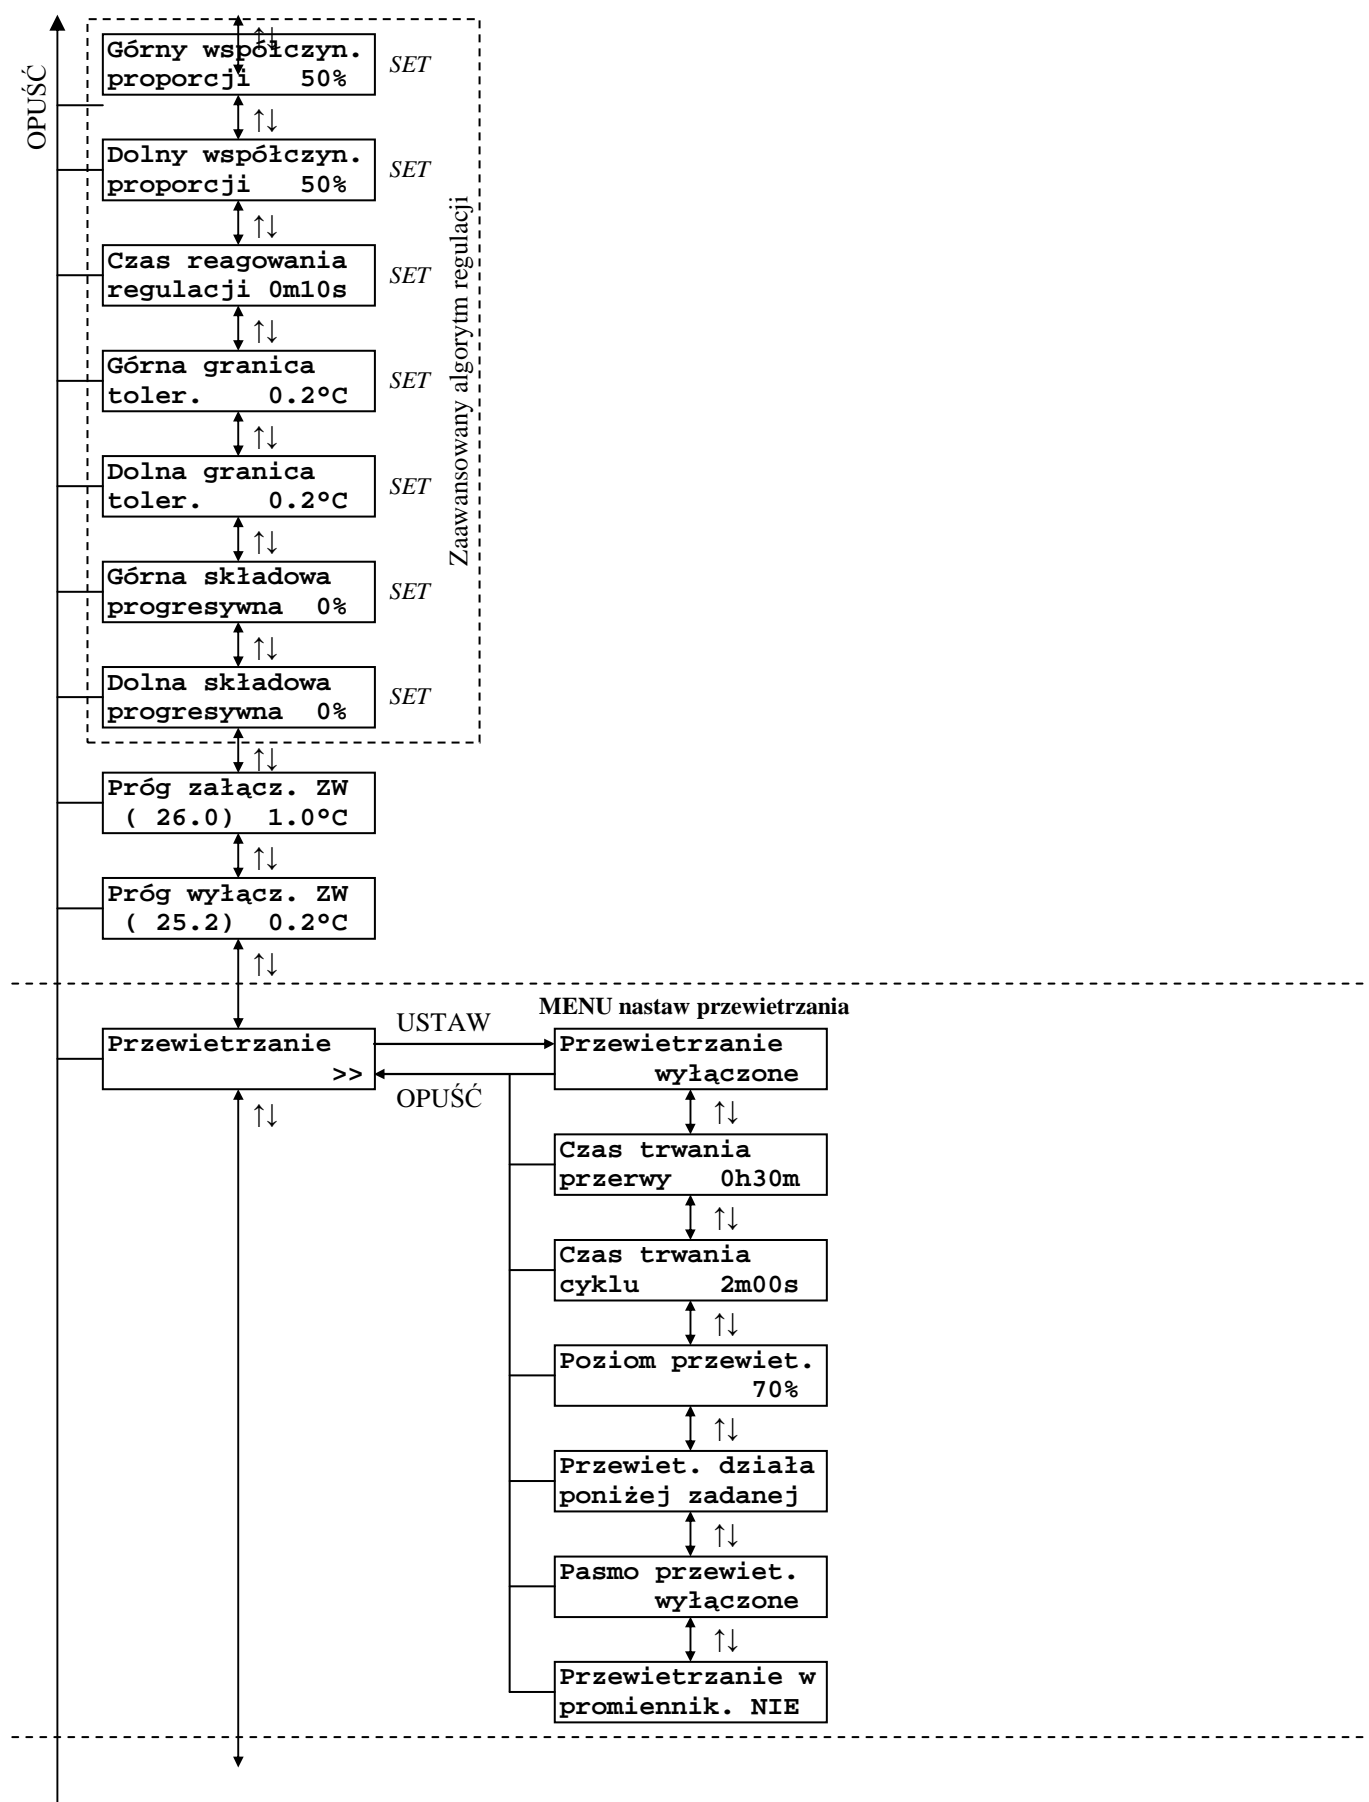 OPUŚĆ
↑↓
Górny współczyn.
proporcji 50%
SET
↑↓
Dolny współczyn.
proporcji 50%
SET
↑↓
Czas reagowania
regulacji 0m10s
SET
↑↓
Górna granica
toler. 0.2°C
SET
↑↓
Dolna granica
toler. 0.2°C
SET
↑↓
Górna składowa
progresywna 0%
SET
↑↓
Dolna składowa
progresywna 0%
SET
Zaawansowany algorytm regulacji
↑↓
Próg załącz. ZW
( 26.0) 1.0°C
↑↓
Próg wyłącz. ZW
( 25.2) 0.2°C
↑↓
MENU nastaw przewietrzania
Przewietrzanie
>>
USTAW
OPUŚĆ
↑↓
Przewietrzanie
wyłączone
↑↓
Czas trwania
przerwy 0h30m
↑↓
Czas trwania
cyklu 2m00s
↑↓
Poziom przewiet.
70%
↑↓
Przewiet. działa
poniżej zadanej
↑↓
Pasmo przewiet.
wyłączone
↑↓
Przewietrzanie w
promiennik. NIE